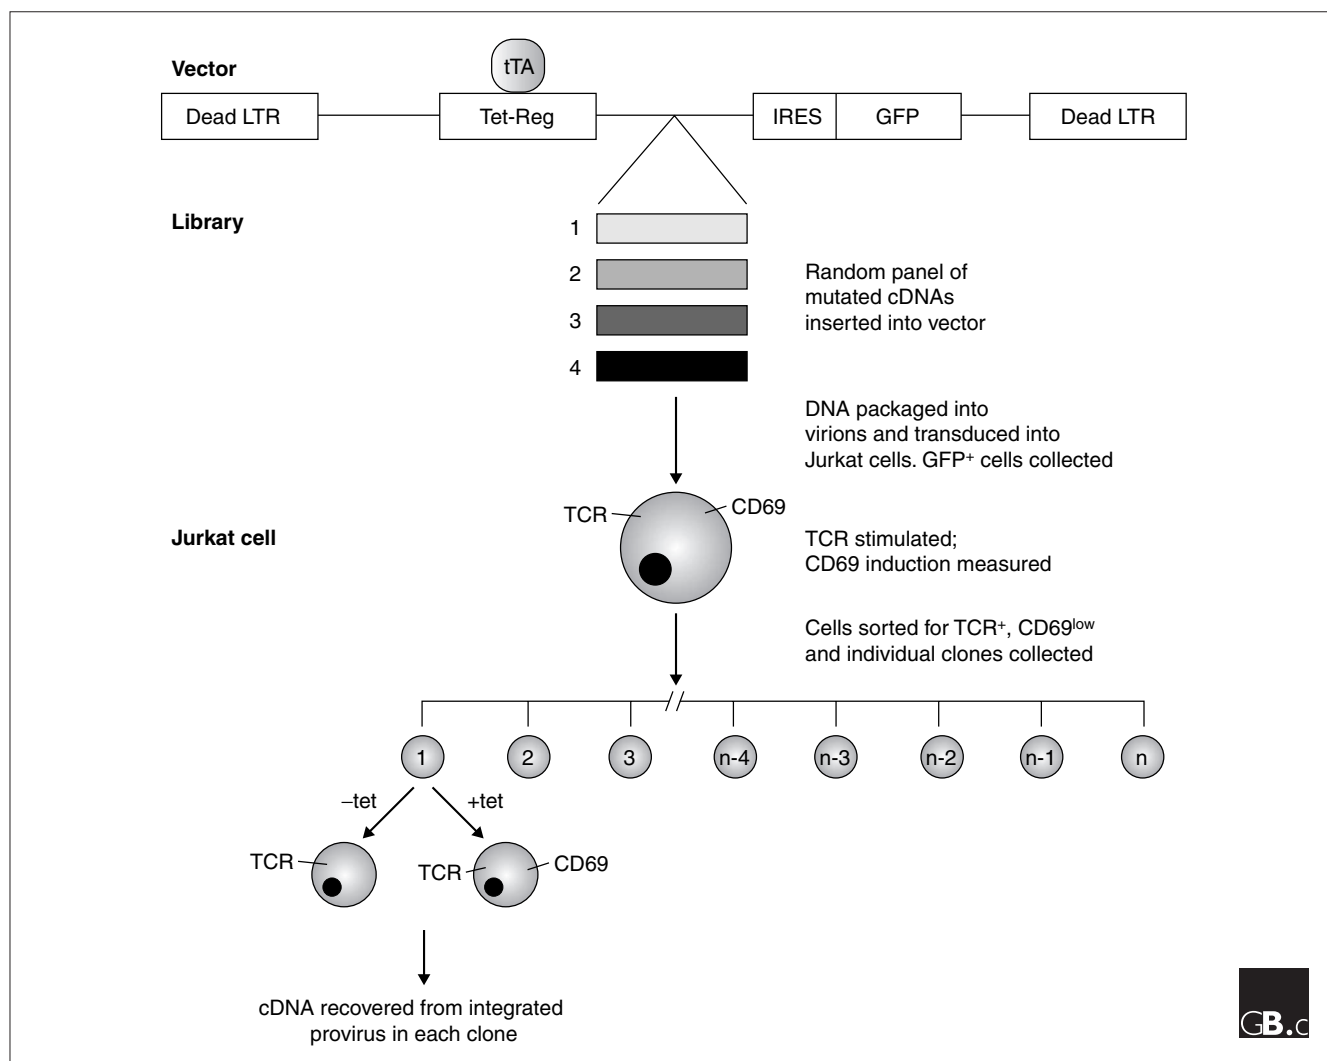 Vector
tTA
Dead LTR
Tet-Reg
IRES
GFP
Dead LTR
Library
1
2
3
4
Random panel of
mutated cDNAs
inserted into vector
DNA packaged into
virions and transduced into
Jurkat cells. GFP⁺ cells collected
Jurkat cell
TCR
CD69
TCR stimulated;
CD69 induction measured
Cells sorted for TCR⁺, CD69ˡᵒʷ
and individual clones collected
1
2
3
n-4
n-3
n-2
n-1
n
–tet
+tet
TCR
TCR
CD69
cDNA recovered from integrated
provirus in each clone
GB.c